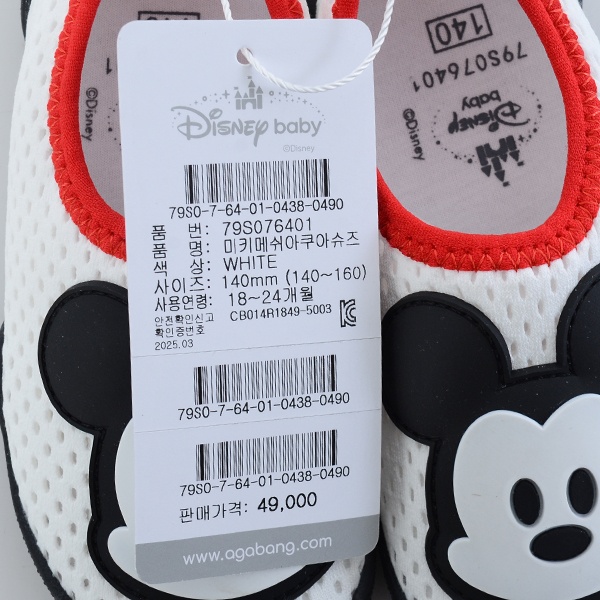 DISNEY baby
©Disney
79S0-7-64-01-0438-0490
품 번: 79S076401
품 명: 미키메쉬아쿠아슈즈
색 상: WHITE
사 이 즈: 140mm (140~160)
사용연령: 18~24개월
안전확인신고
확인증번호 CB014R1849-5003
2025.03
79S0-7-64-01-0438-0490
79S0-7-64-01-0438-0490
판매가격: 49,000
www.agabang.com
140
79S076401
DISNEY
baby
©Disney
1
©Disney